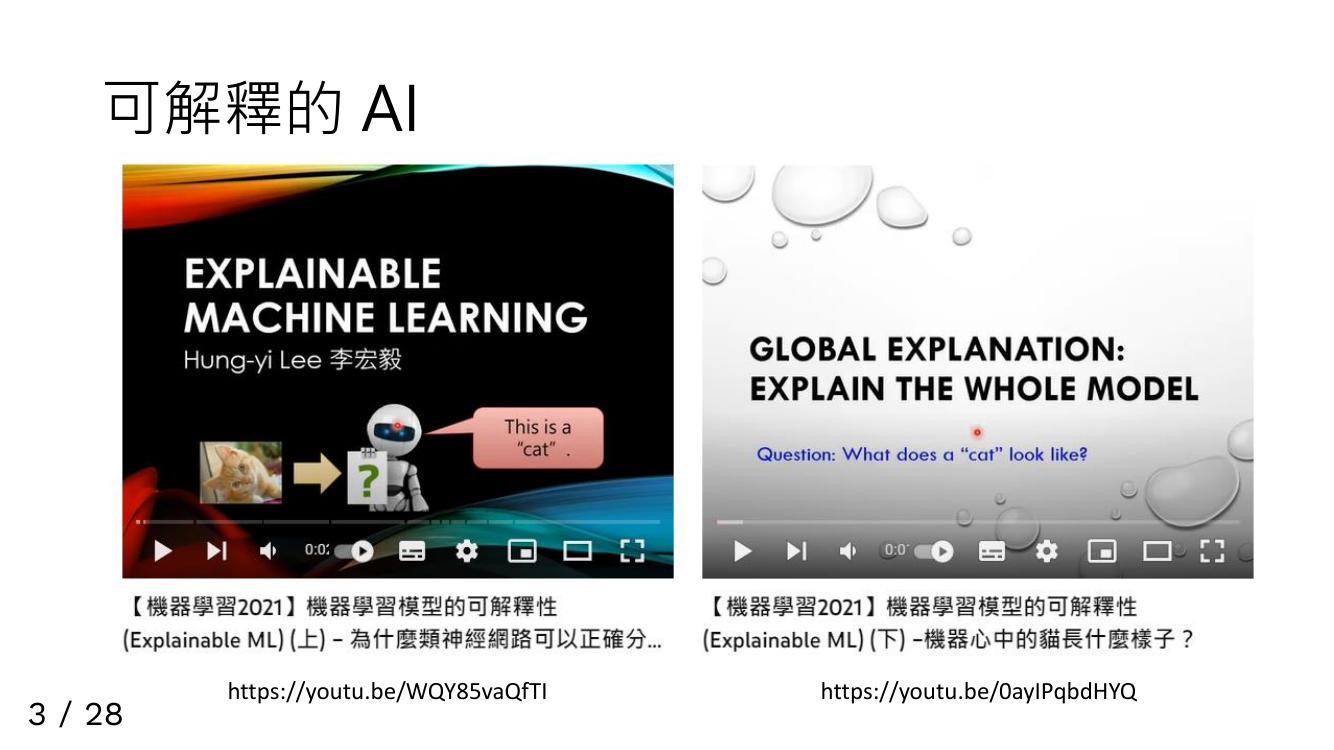 可解釋的 AI
EXPLAINABLE
MACHINE LEARNING
Hung-yi Lee 李宏毅
This is a
"cat" .
?
GLOBAL EXPLANATION:
EXPLAIN THE WHOLE MODEL
Question: What does a "cat" look like?
【機器學習2021】機器學習模型的可解釋性
(Explainable ML) (上) – 為什麼類神經網路可以正確分...
https://youtu.be/WQY85vaQfTI
【機器學習2021】機器學習模型的可解釋性
(Explainable ML) (下) –機器心中的貓長什麼樣子?
https://youtu.be/0ayIPqbdHYQ
3 / 28